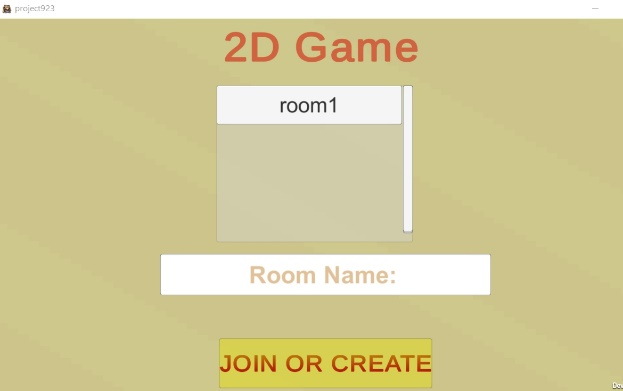 project923
2D Game
room1
Room Name:
JOIN OR CREATE